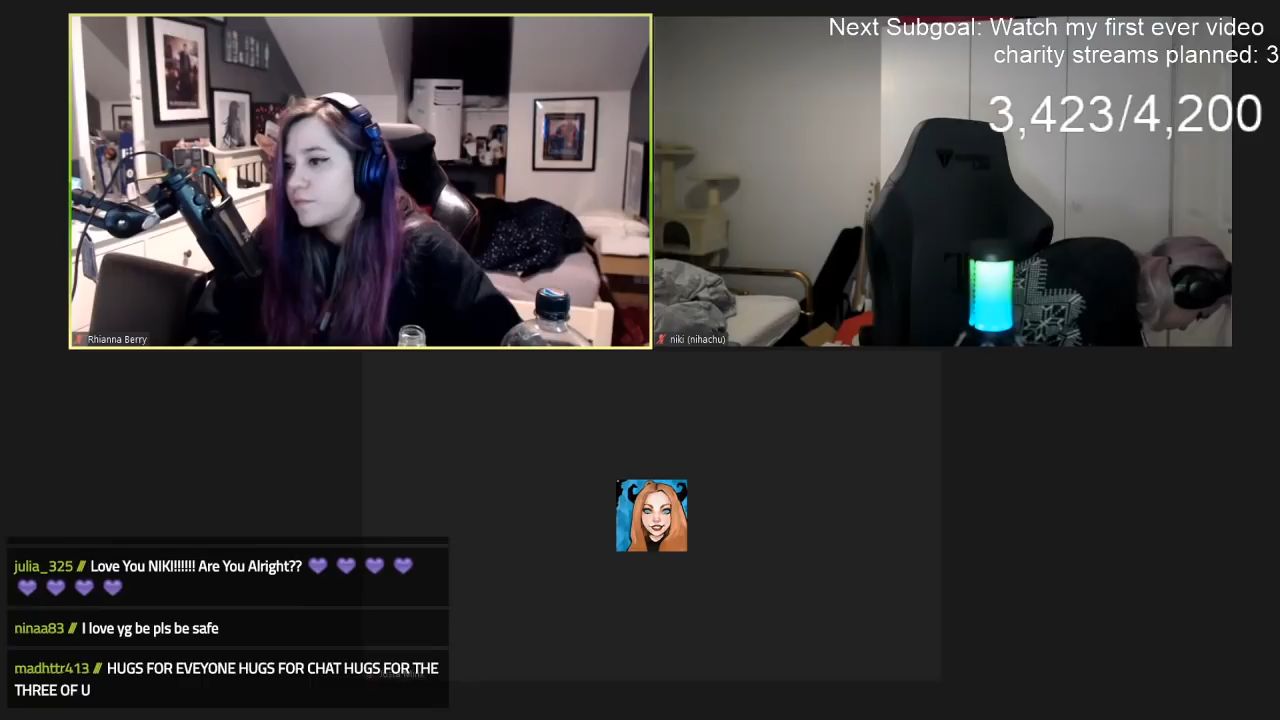 Next Subgoal: Watch my first ever video
charity streams planned: 3
3,423/4,200
Rhianna Berry
niki (nihachu)
julia_325 // Love You NIKI!!!!!! Are You Alright??
ninaa83 // I love yg be pls be safe
madhttr413 // HUGS FOR EVEYONE HUGS FOR CHAT HUGS FOR THE
THREE OF U